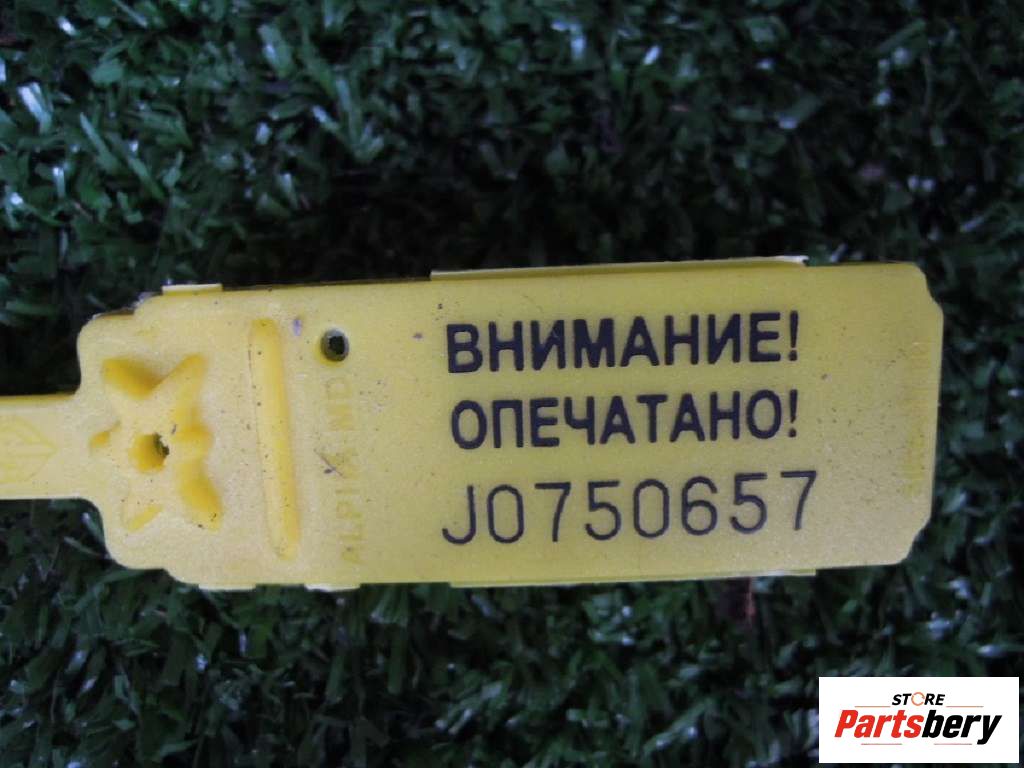 ВНИМАНИЕ!
ОПЕЧАТАНО!
J0750657
STORE
Partsbery